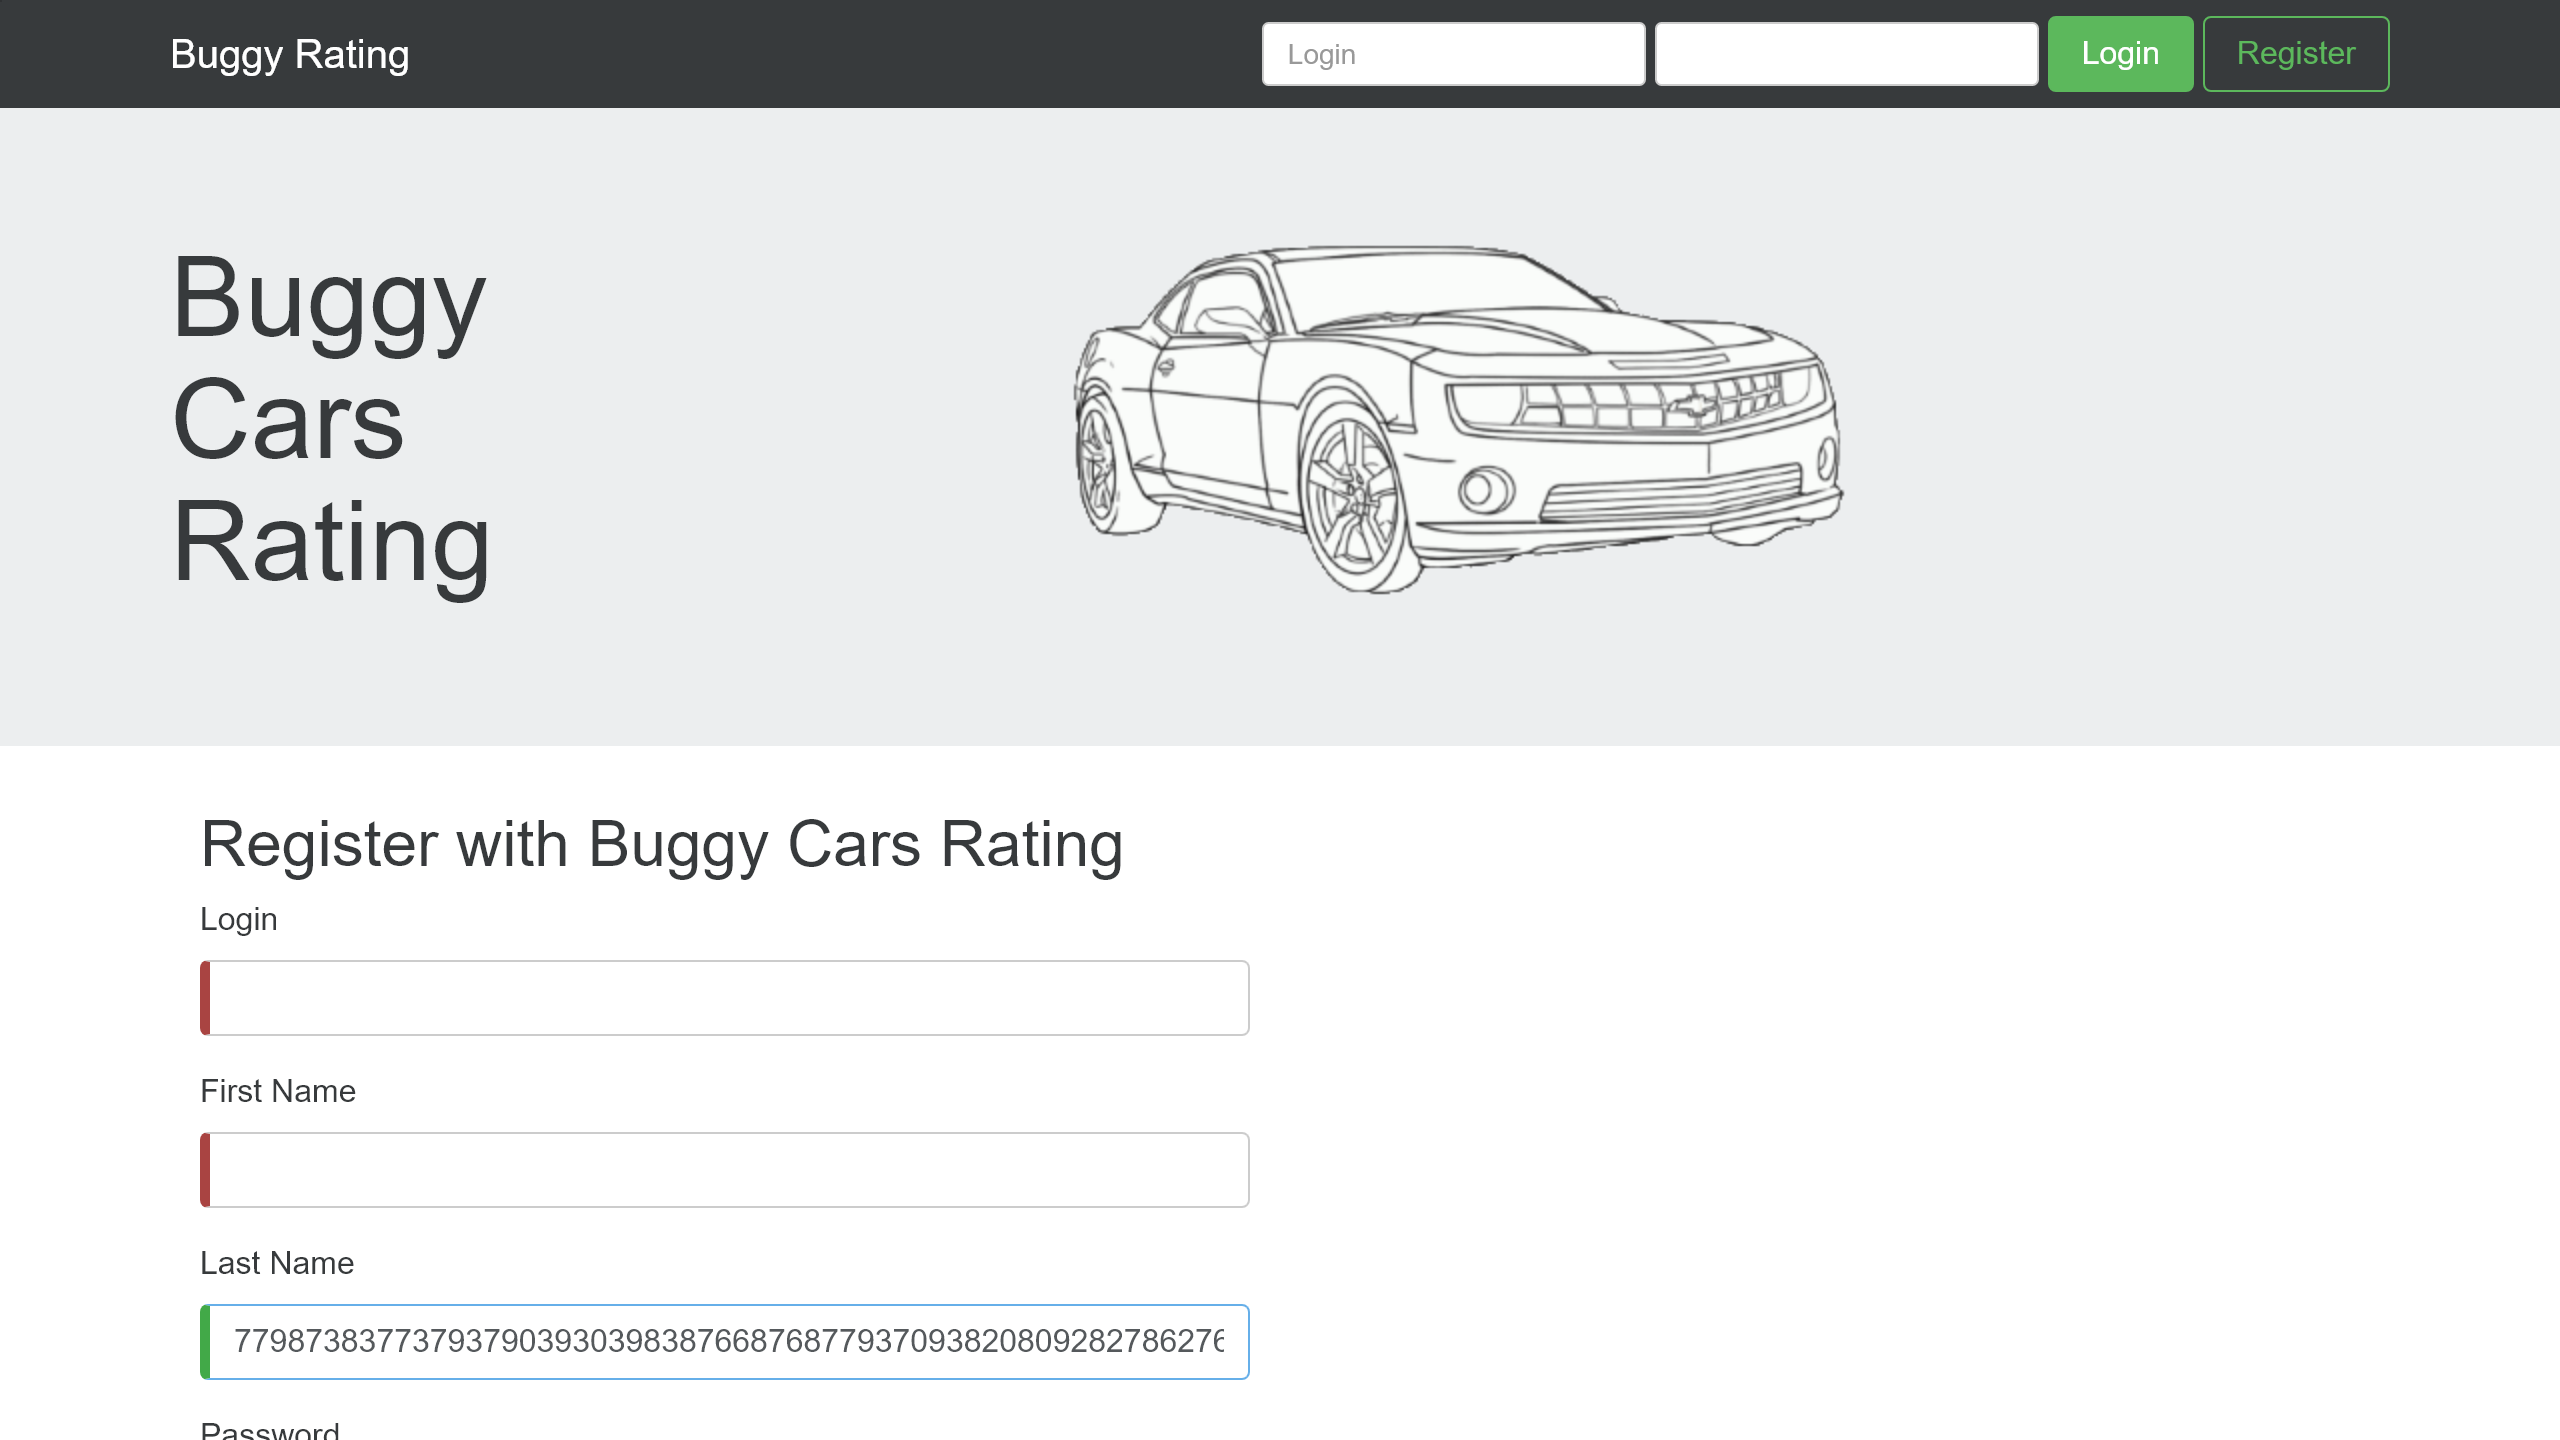 Buggy Rating
Login
Login
Register
Buggy
Cars
Rating
Register with Buggy Cars Rating
Login
First Name
Last Name
77987383773793790393039838766876877937093820809282786276
Password